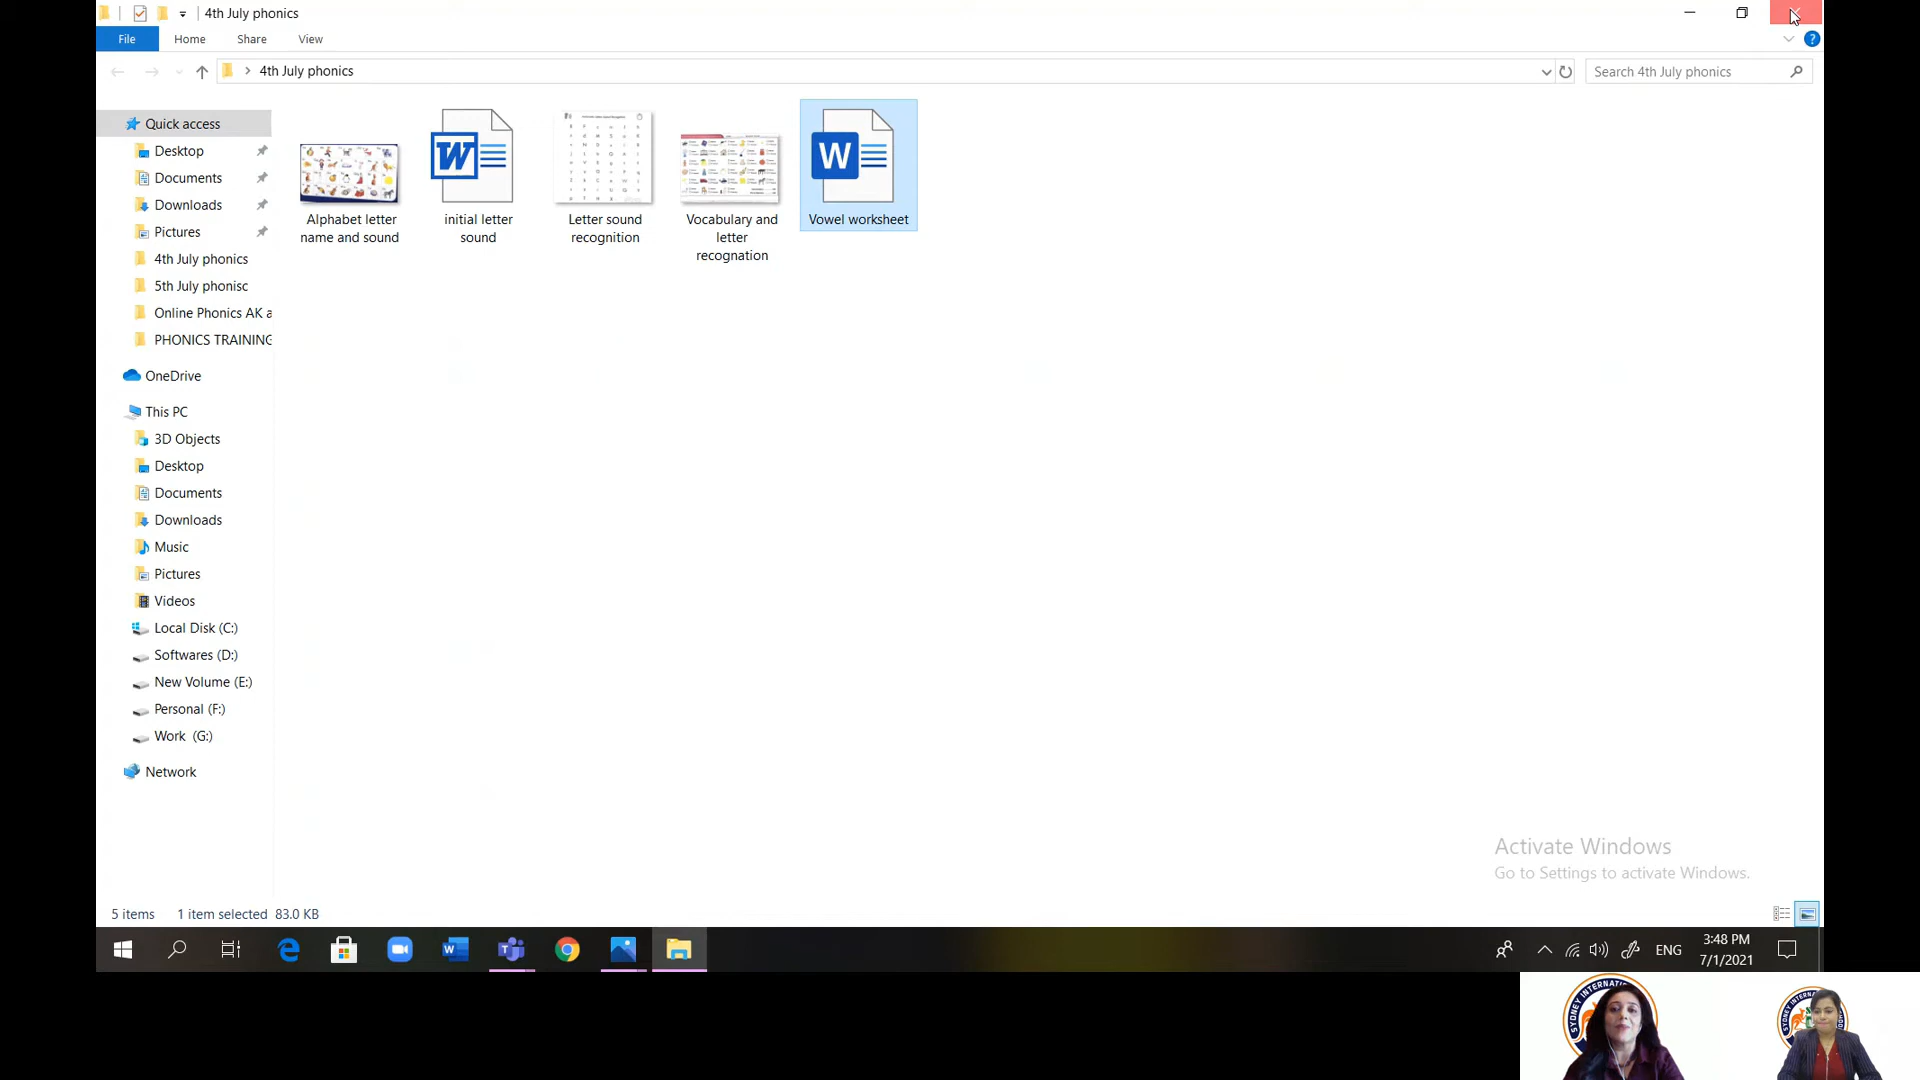 4th July phonics
File Home Share View
4th July phonics
Search 4th July phonics
Quick access
Desktop
Documents
Downloads
Pictures
4th July phonics
5th July phonisc
Online Phonics AK a
PHONICS TRAINING
OneDrive
This PC
3D Objects
Desktop
Documents
Downloads
Music
Pictures
Videos
Local Disk (C:)
Softwares (D:)
New Volume (E:)
Personal (F:)
Work (G:)
Network
Alphabet letter
name and sound
initial letter
sound
Letter sound
recognition
Vocabulary and
letter
recognation
Vowel worksheet
Activate Windows
Go to Settings to activate Windows.
5 items 1 item selected 83.0 KB
ENG
3:48 PM
7/1/2021
SYDNEY INTERNATIONAL